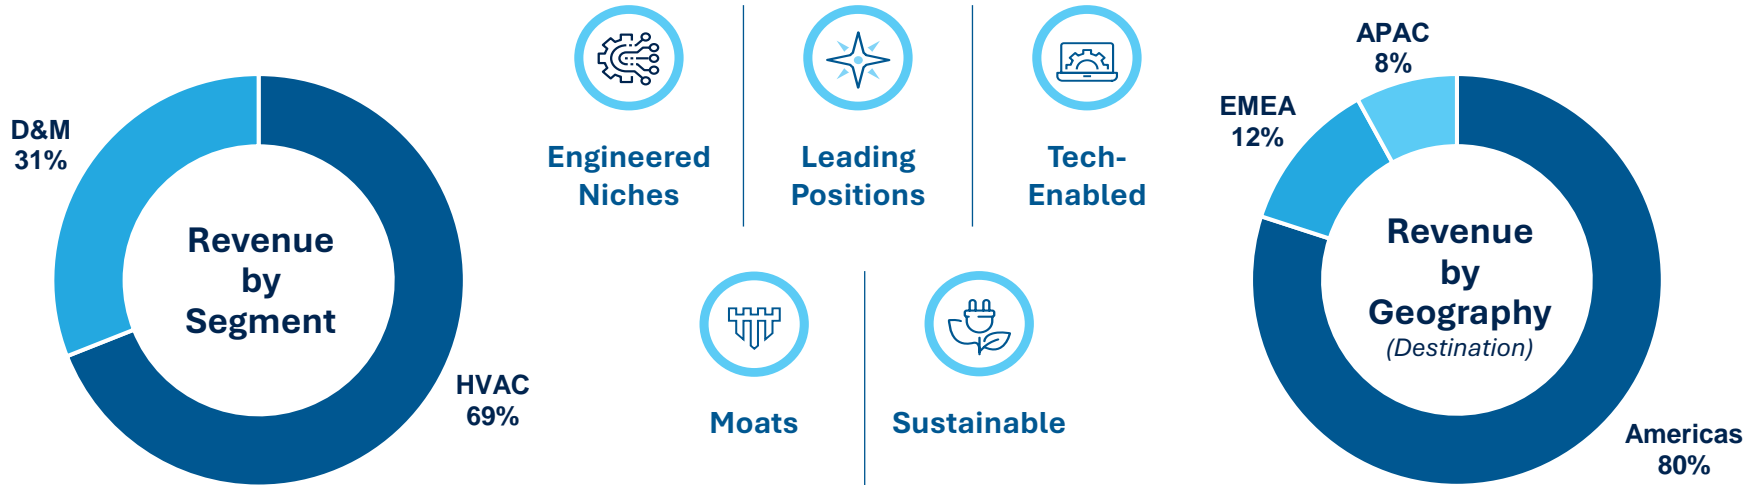 D&M
31%
Revenue
by
Segment
HVAC
69%
Engineered
Niches
Leading
Positions
Tech-
Enabled
Moats
Sustainable
APAC
8%
EMEA
12%
Revenue
by
Geography
(Destination)
Americas
80%